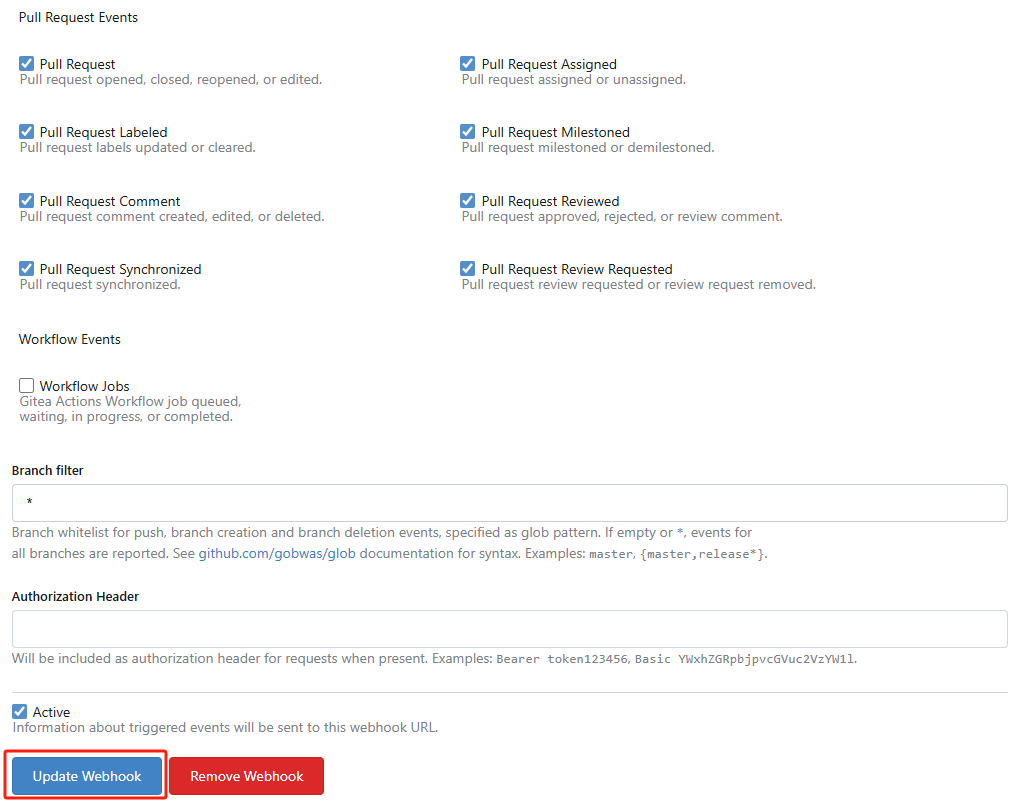 Pull Request Events
Pull Request
Pull request opened, closed, reopened, or edited.
Pull Request Assigned
Pull request assigned or unassigned.
Pull Request Labeled
Pull request labels updated or cleared.
Pull Request Milestoned
Pull request milestoned or demilestoned.
Pull Request Comment
Pull request comment created, edited, or deleted.
Pull Request Reviewed
Pull request approved, rejected, or review comment.
Pull Request Synchronized
Pull request synchronized.
Pull Request Review Requested
Pull request review requested or review request removed.
Workflow Events
Workflow Jobs
Gitea Actions Workflow job queued,
waiting, in progress, or completed.
Branch filter
*
Branch whitelist for push, branch creation and branch deletion events, specified as glob pattern. If empty or *, events for
all branches are reported. See github.com/gobwas/glob documentation for syntax. Examples: master, {master,release*}.
Authorization Header
Will be included as authorization header for requests when present. Examples: Bearer token123456, Basic YWxhZGRpbjpvcGVuc2VzYW1l.
Active
Information about triggered events will be sent to this webhook URL.
Update Webhook
Remove Webhook